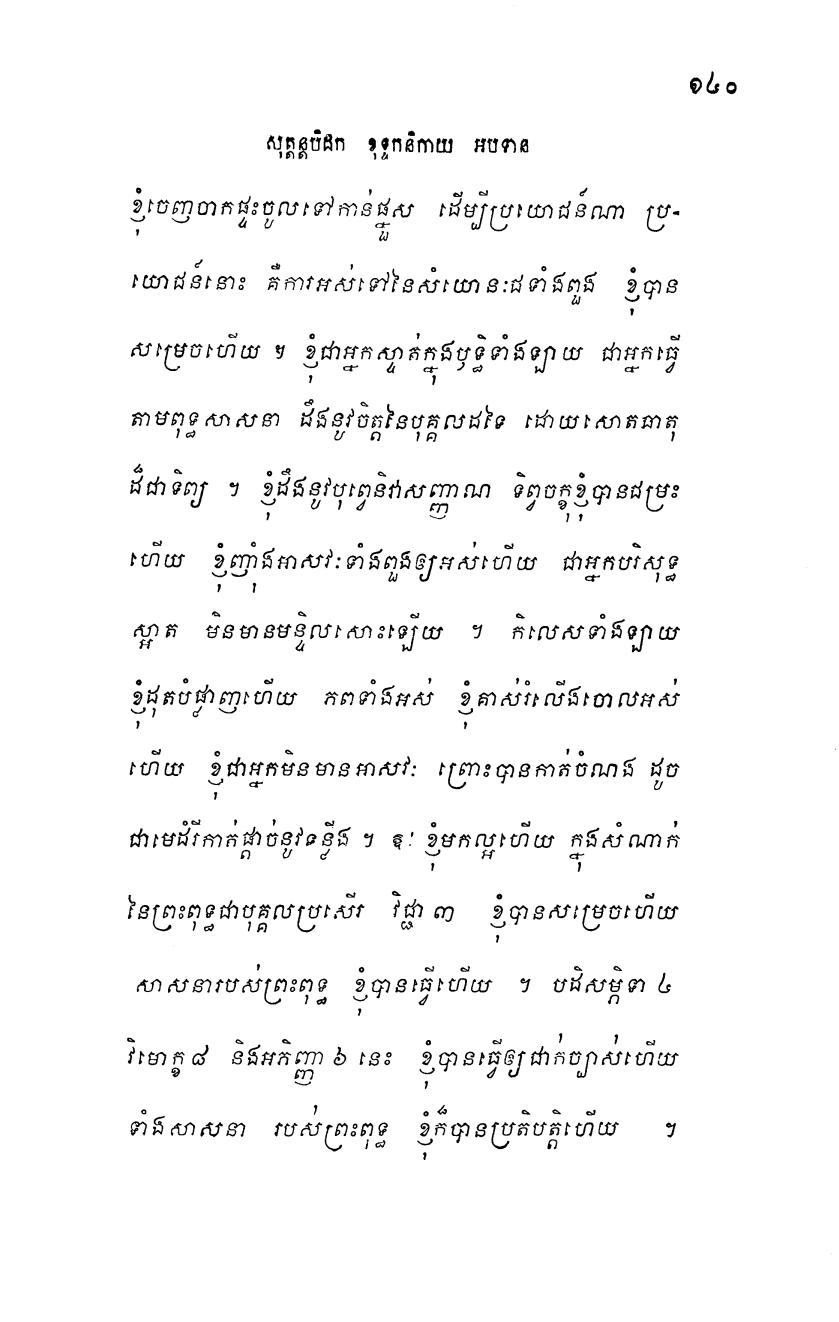 ១៤០
សុត្តន្តបិដក ខុទ្ទកនិកាយ អបទាន
ខ្ញុំចេញចាកផ្ទះចូលទៅកាន់ផ្នួស ដើម្បីប្រយោជន៍ណា ប្រ-
យោជន៍នោះ គឺការអស់ទៅនៃសំយោនៈជទាំងពួង ខ្ញុំបាន
សម្រេចហើយ ។ ខ្ញុំជាអ្នកស្ទាត់ក្នុងឫទ្ធិទាំងឡាយ ជាអ្នកធ្វើ
តាមពុទ្ធសាសនា ដឹងនូវចិត្តនៃបុគ្គលដទៃ ដោយសោតធាតុ
ដ៏ជាទិព្យ ។ ខ្ញុំដឹងនូវបុព្វេនិវាសញ្ញាណ ទិព្វចក្ខុខ្ញុំបានជម្រះ
ហើយ ខ្ញុំញ៉ាំងអាសវៈទាំងពួងឲ្យអស់ហើយ ជាអ្នកបរិសុទ្ធ
ស្អាត មិនមានមន្ទិលសោះឡើយ ។ កិលេសទាំងឡាយ
ខ្ញុំដុតបំផ្លាញហើយ ភពទាំងអស់ ខ្ញុំគាស់រំលើងចោលអស់
ហើយ ខ្ញុំជាអ្នកមិនមានអាសវៈ ព្រោះបានកាត់ចំណង ដូច
ជាមេដំរីកាត់ផ្តាច់នូវទន្លីង ។ ឱ! ខ្ញុំមកល្អហើយ ក្នុងសំណាក់
នៃព្រះពុទ្ធជាបុគ្គលប្រសើរ វិជ្ជា ៣ ខ្ញុំបានសម្រេចហើយ
សាសនារបស់ព្រះពុទ្ធ ខ្ញុំបានធ្វើហើយ ។ បដិសម្ភិទា ៤
វិមោក្ខ ៨ និងអភិញ្ញា ៦ នេះ ខ្ញុំបានធ្វើឲ្យជាក់ច្បាស់ហើយ
ទាំងសាសនា របស់ព្រះពុទ្ធ ខ្ញុំក៏បានប្រតិបត្តិហើយ ។